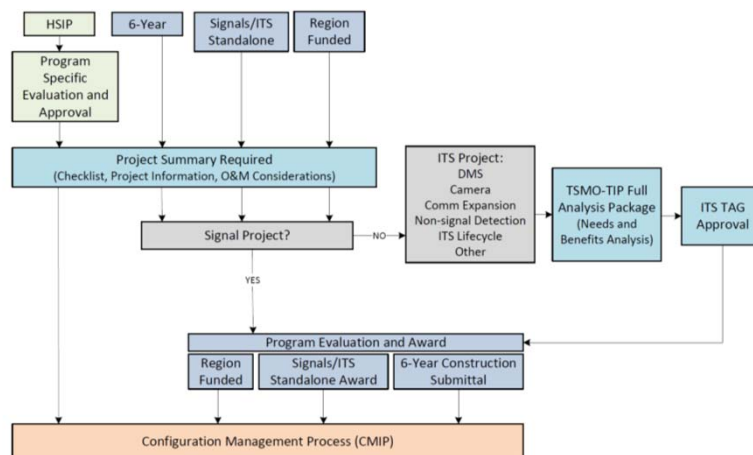 HSIP
6-Year
Signals/ITS
Standalone
Region
Funded
Program
Specific
Evaluation and
Approval
Project Summary Required
(Checklist, Project Information, O&M Considerations)
ITS Project:
DMS
Camera
Comm Expansion
Non-signal Detection
ITS Lifecycle
Other
TSMO-TIP Full
Analysis Package
(Needs and
Benefits Analysis)
ITS TAG
Approval
Signal Project?
NO
YES
Program Evaluation and Award
Region
Funded
Signals/ITS
Standalone Award
6-Year Construction
Submittal
Configuration Management Process (CMIP)